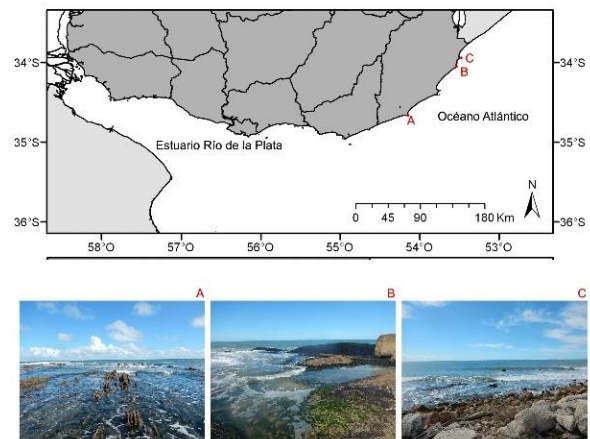 34°S
34°S
C
B
A
Océano Atlántico
Estuario Río de la Plata
35°S
35°S
N
0 45 90 180 Km
36°S
36°S
58°O 57°O 56°O 55°O 54°O 53°O
A
B
C